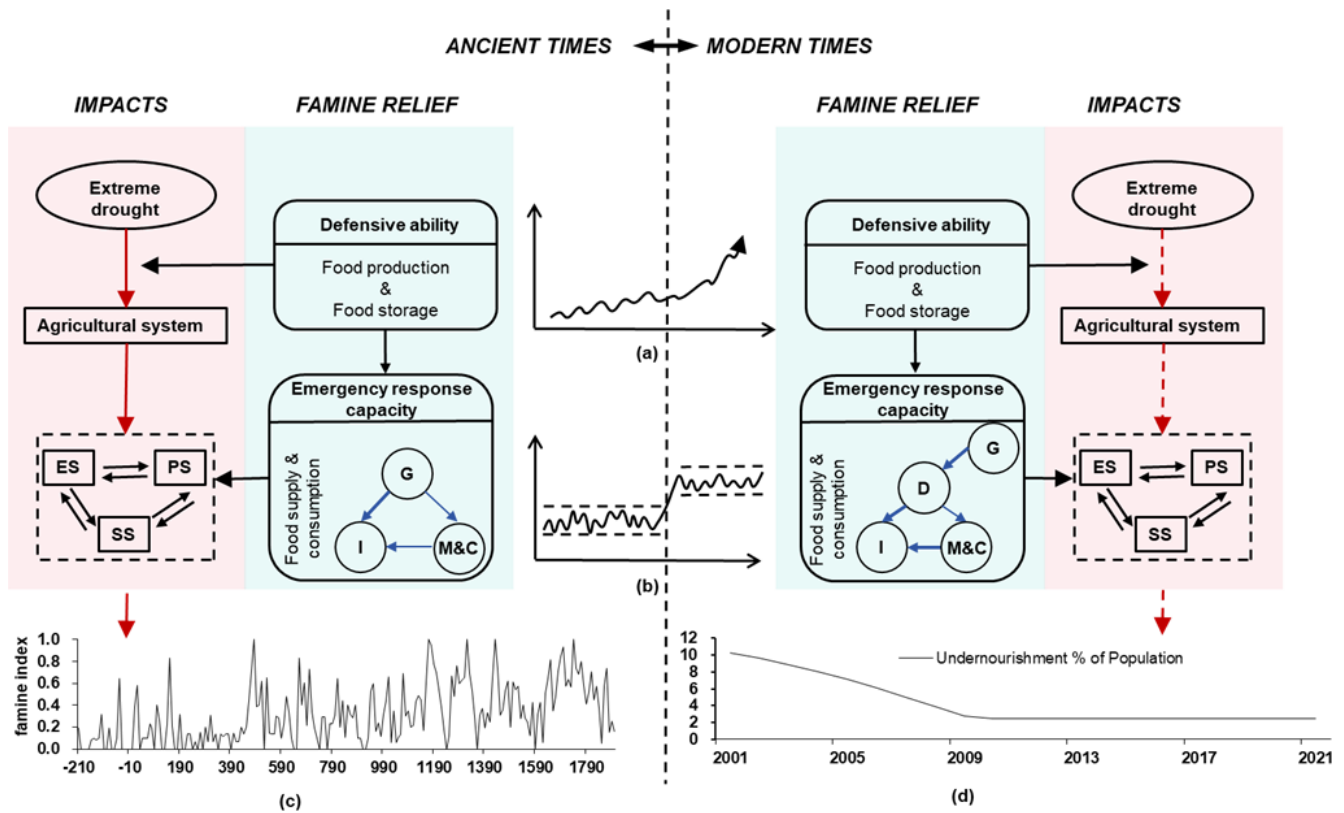 ANCIENT TIMES
MODERN TIMES
IMPACTS
FAMINE RELIEF
FAMINE RELIEF
IMPACTS
Extreme
drought
Agricultural system
ES
PS
SS
Defensive ability
Food production
&
Food storage
Emergency response
capacity
Food supply &
consumption
G
I
M&C
(a)
(b)
Defensive ability
Food production
&
Food storage
Emergency response
capacity
Food supply &
consumption
G
D
I
M&C
Extreme
drought
Agricultural system
ES
PS
SS
famine index
1.0
0.8
0.6
0.4
0.2
0.0
-210 -10 190 390 590 790 990 1190 1390 1590 1790
(c)
12
10
8
6
4
2
0
Undernourishment % of Population
2001 2005 2009 2013 2017 2021
(d)